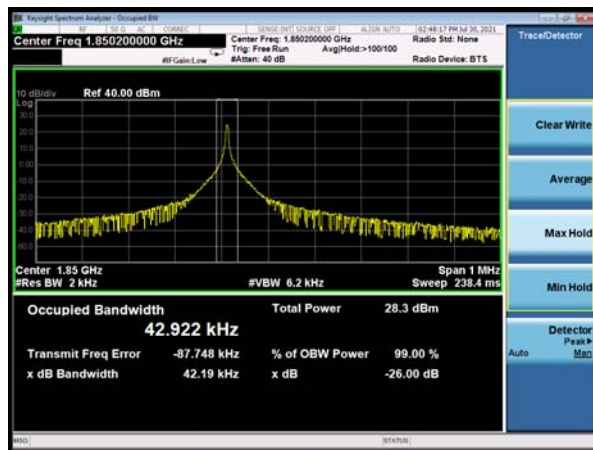 Keysight Spectrum Analyzer - Occupied BW
RF 50 Ω AC CORREC SENSE:INT SOURCE OFF ALIGN AUTO 02:48:17 PM Jul 30, 2021
Center Freq 1.850200000 GHz Center Freq: 1.850200000 GHz Radio Std: None Trace/Detector
Trig: Free Run Avg|Hold:>100/100
#IFGain:Low #Atten: 40 dB Radio Device: BTS
10 dB/div Ref 40.00 dBm
Log
30.0
20.0
10.0
0.00
-10.0
-20.0
-30.0
-40.0
-50.0
Clear Write
Average
Max Hold
Min Hold
Detector
Peak▶
Auto Man
Center 1.85 GHz Span 1 MHz
#Res BW 2 kHz #VBW 6.2 kHz Sweep 238.4 ms
Occupied Bandwidth Total Power 28.3 dBm
42.922 kHz
Transmit Freq Error -87.748 kHz % of OBW Power 99.00 %
x dB Bandwidth 42.19 kHz x dB -26.00 dB
MSG STATUS